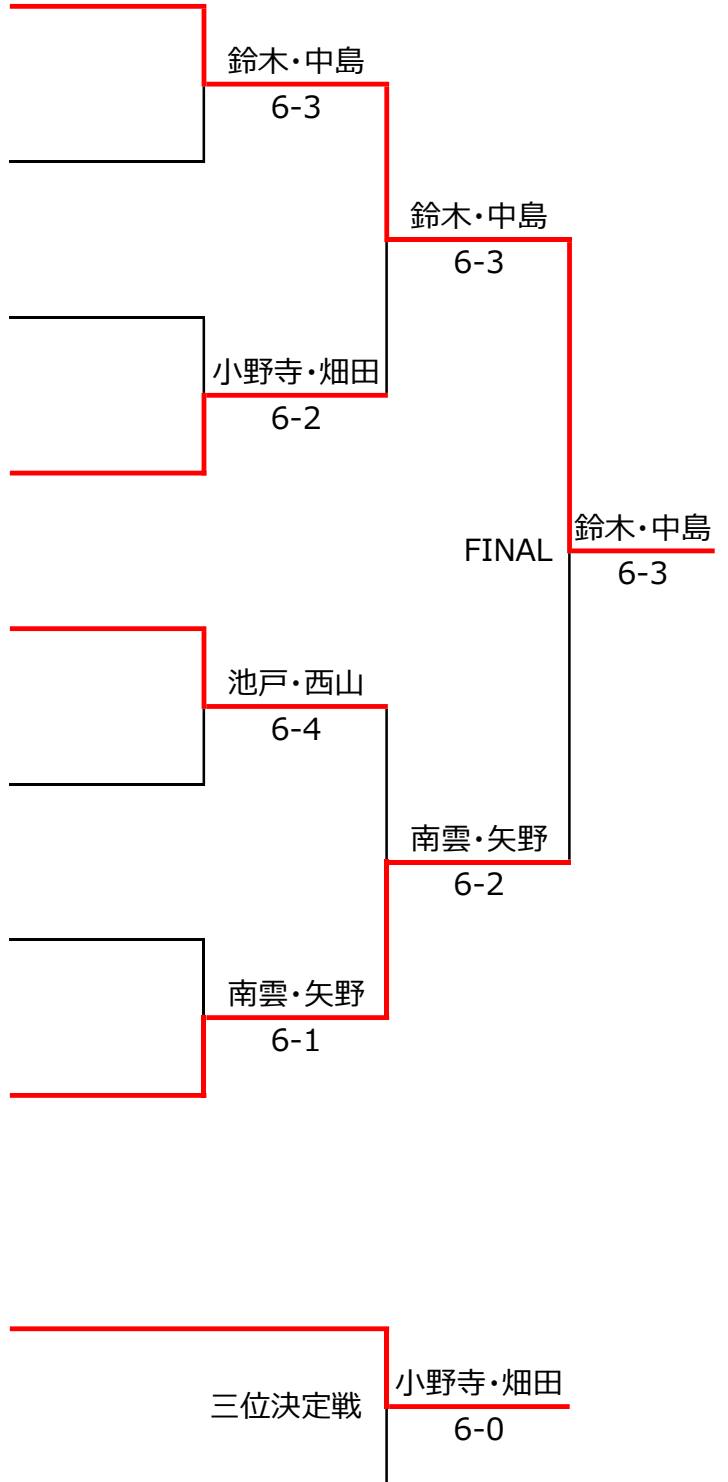 鈴木・中島
6-3
鈴木・中島
6-3
小野寺・畑田
6-2
鈴木・中島
FINAL
6-3
池戸・西山
6-4
南雲・矢野
6-2
南雲・矢野
6-1
小野寺・畑田
三位決定戦
6-0